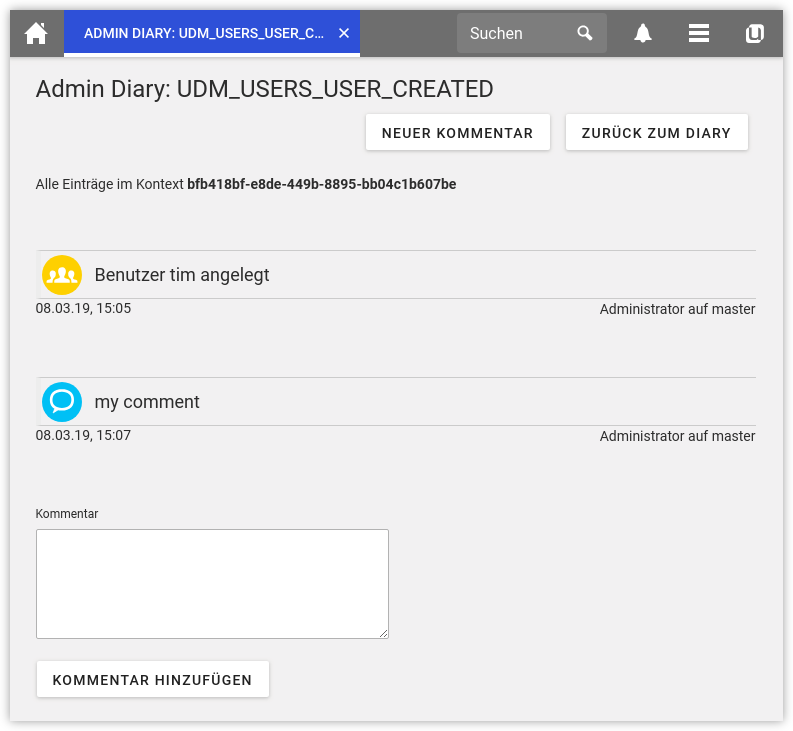 ADMIN DIARY: UDM_USERS_USER_C...
Suchen
Admin Diary: UDM_USERS_USER_CREATED
NEUER KOMMENTAR ZURÜCK ZUM DIARY
Alle Einträge im Kontext bfb418bf-e8de-449b-8895-bb04c1b607be
Benutzer tim angelegt
08.03.19, 15:05 Administrator auf master
my comment
08.03.19, 15:07 Administrator auf master
Kommentar
KOMMENTAR HINZUFÜGEN